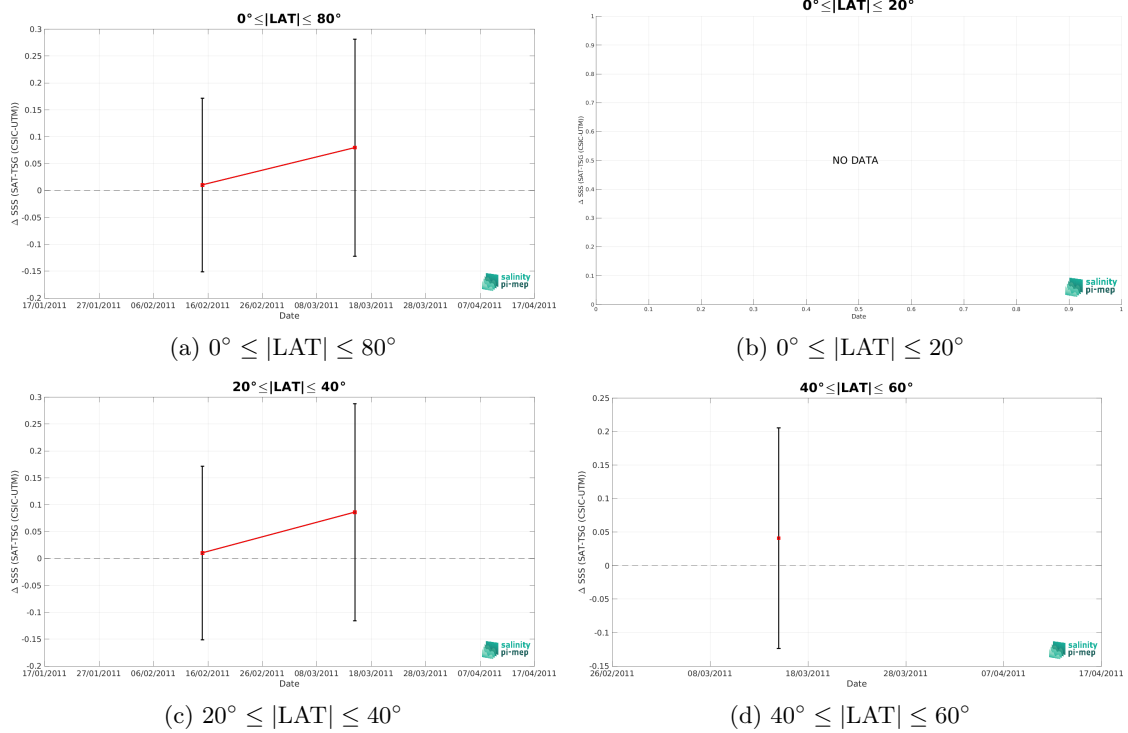 0°≤|LAT|≤ 80°
0.3
0.25
0.2
0.15
0.1
0.05
0
-0.05
-0.1
-0.15
-0.2
Δ SSS (SAT-TSG (CSIC-UTM))
17/01/2011 27/01/2011 06/02/2011 16/02/2011 26/02/2011 08/03/2011 18/03/2011 28/03/2011 07/04/2011 17/04/2011
Date
salinity
pi-mep
(a) 0° ≤ |LAT| ≤ 80°
0°≤|LAT|≤ 20°
1
0.9
0.8
0.7
0.6
0.5
0.4
0.3
0.2
0.1
0
Δ SSS (SAT-TSG (CSIC-UTM))
NO DATA
0 0.1 0.2 0.3 0.4 0.5 0.6 0.7 0.8 0.9 1
Date
salinity
pi-mep
(b) 0° ≤ |LAT| ≤ 20°
20°≤|LAT|≤ 40°
0.3
0.25
0.2
0.15
0.1
0.05
0
-0.05
-0.1
-0.15
-0.2
Δ SSS (SAT-TSG (CSIC-UTM))
17/01/2011 27/01/2011 06/02/2011 16/02/2011 26/02/2011 08/03/2011 18/03/2011 28/03/2011 07/04/2011 17/04/2011
Date
salinity
pi-mep
(c) 20° ≤ |LAT| ≤ 40°
40°≤|LAT|≤ 60°
0.25
0.2
0.15
0.1
0.05
0
-0.05
-0.1
-0.15
Δ SSS (SAT-TSG (CSIC-UTM))
26/02/2011 08/03/2011 18/03/2011 28/03/2011 07/04/2011 17/04/2011
Date
salinity
pi-mep
(d) 40° ≤ |LAT| ≤ 60°